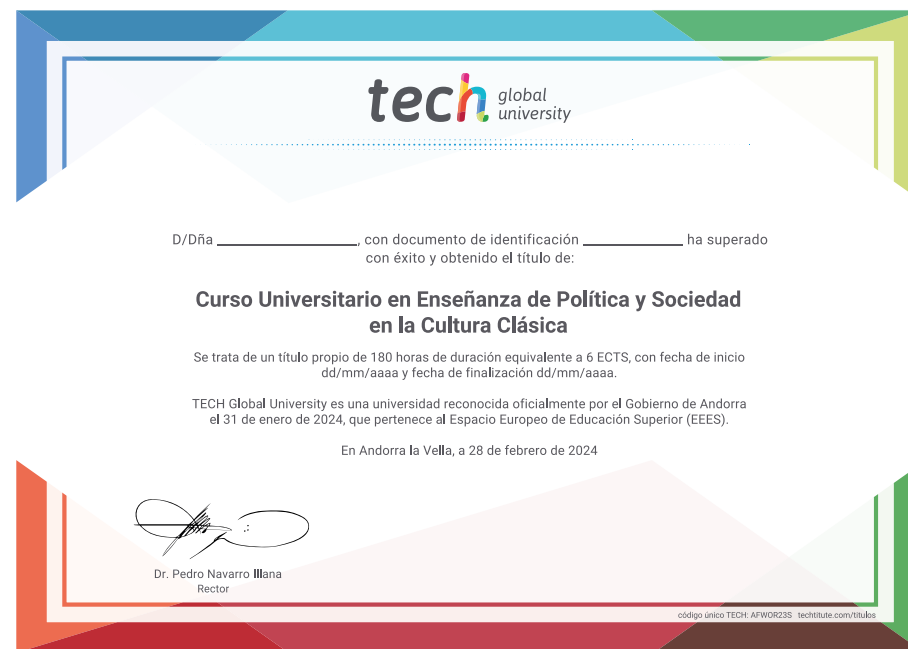 tech global university
D/Dña ____________________, con documento de identificación ______________ ha superado
con éxito y obtenido el título de:
Curso Universitario en Enseñanza de Política y Sociedad
en la Cultura Clásica
Se trata de un título propio de 180 horas de duración equivalente a 6 ECTS, con fecha de inicio
dd/mm/aaaa y fecha de finalización dd/mm/aaaa.
TECH Global University es una universidad reconocida oficialmente por el Gobierno de Andorra
el 31 de enero de 2024, que pertenece al Espacio Europeo de Educación Superior (EEES).
En Andorra la Vella, a 28 de febrero de 2024
Dr. Pedro Navarro Illana
Rector
código único TECH: AFWOR23S techtitute.com/titulos